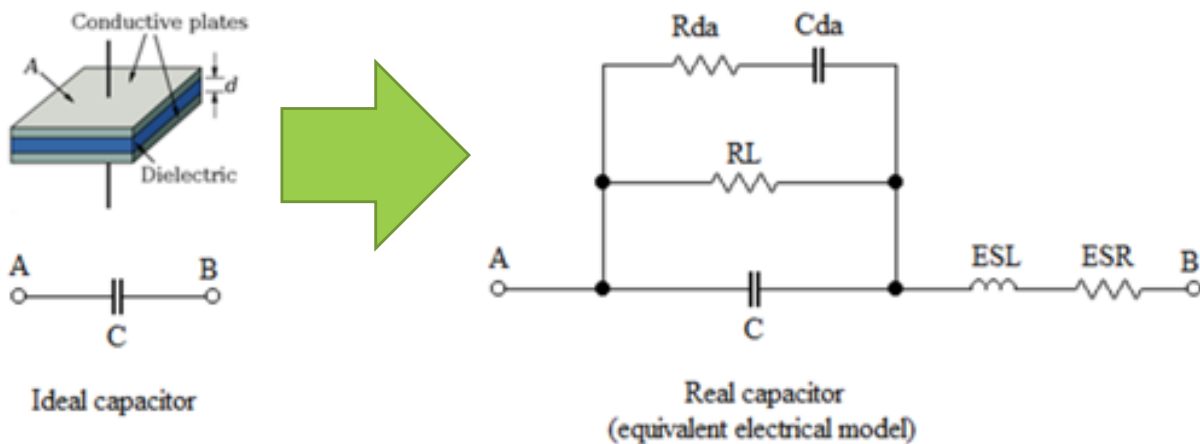 Conductive plates
A
d
Dielectric
A
B
C
Ideal capacitor
Rda
Cda
RL
A
C
ESL
ESR
B
Real capacitor
(equivalent electrical model)